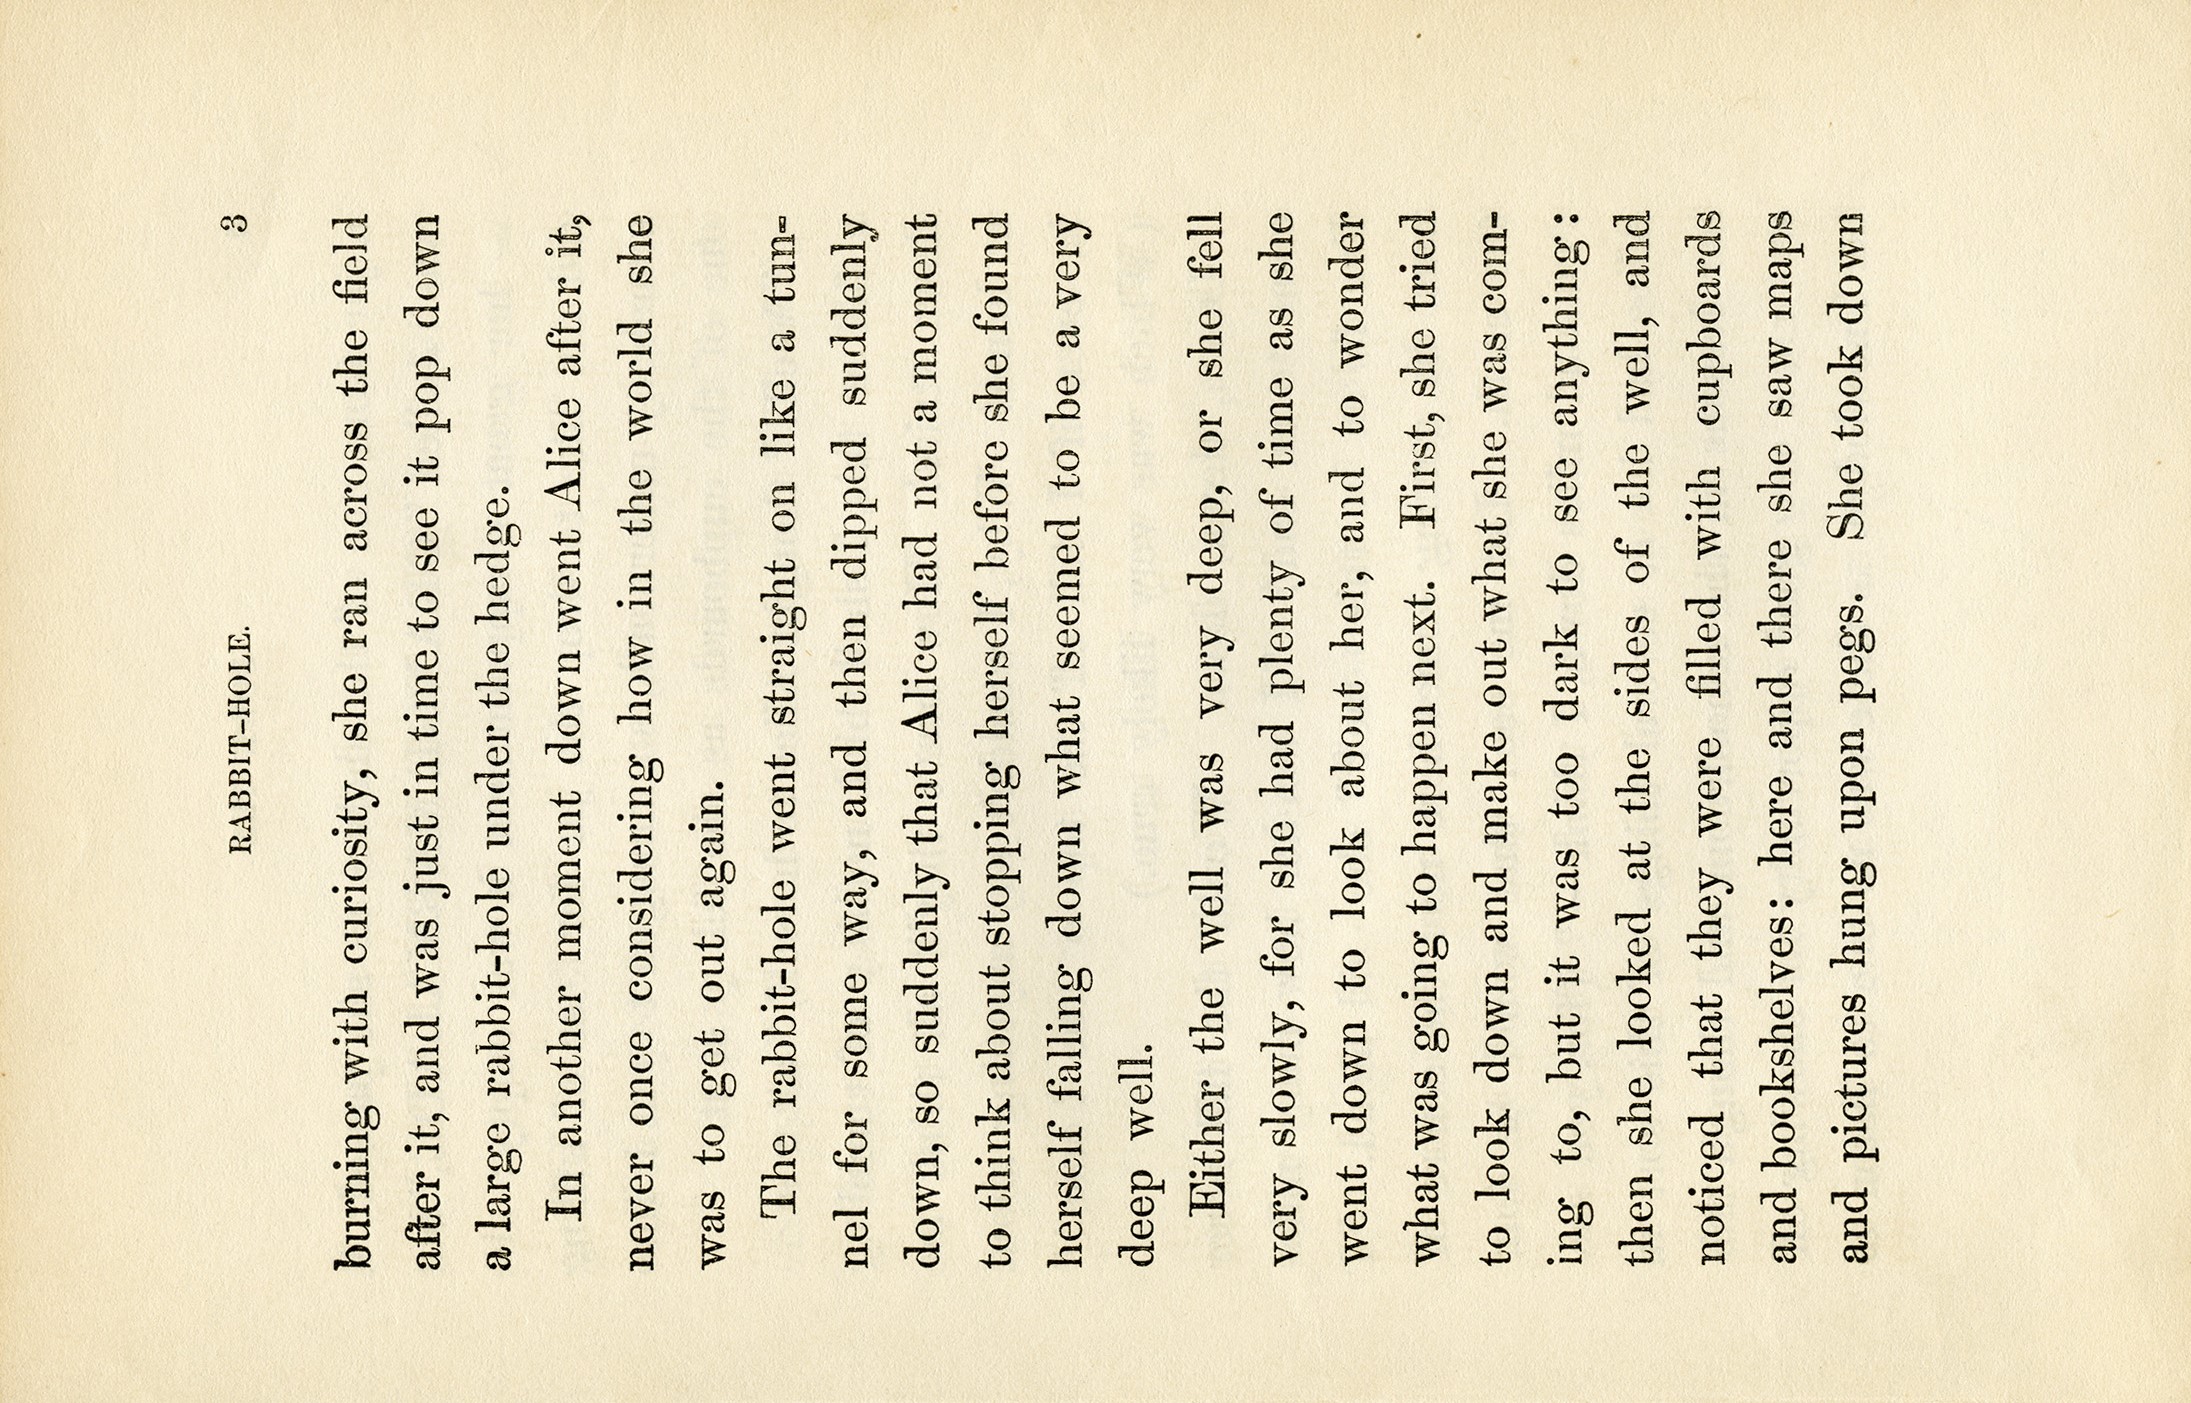 RABBIT-HOLE. 3
burning with curiosity, she ran across the field
after it, and was just in time to see it pop down
a large rabbit-hole under the hedge.
In another moment down went Alice after it,
never once considering how in the world she
was to get out again.
The rabbit-hole went straight on like a tun-
nel for some way, and then dipped suddenly
down, so suddenly that Alice had not a moment
to think about stopping herself before she found
herself falling down what seemed to be a very
deep well.
Either the well was very deep, or she fell
very slowly, for she had plenty of time as she
went down to look about her, and to wonder
what was going to happen next. First, she tried
to look down and make out what she was com-
ing to, but it was too dark to see anything:
then she looked at the sides of the well, and
noticed that they were filled with cupboards
and bookshelves: here and there she saw maps
and pictures hung upon pegs. She took down